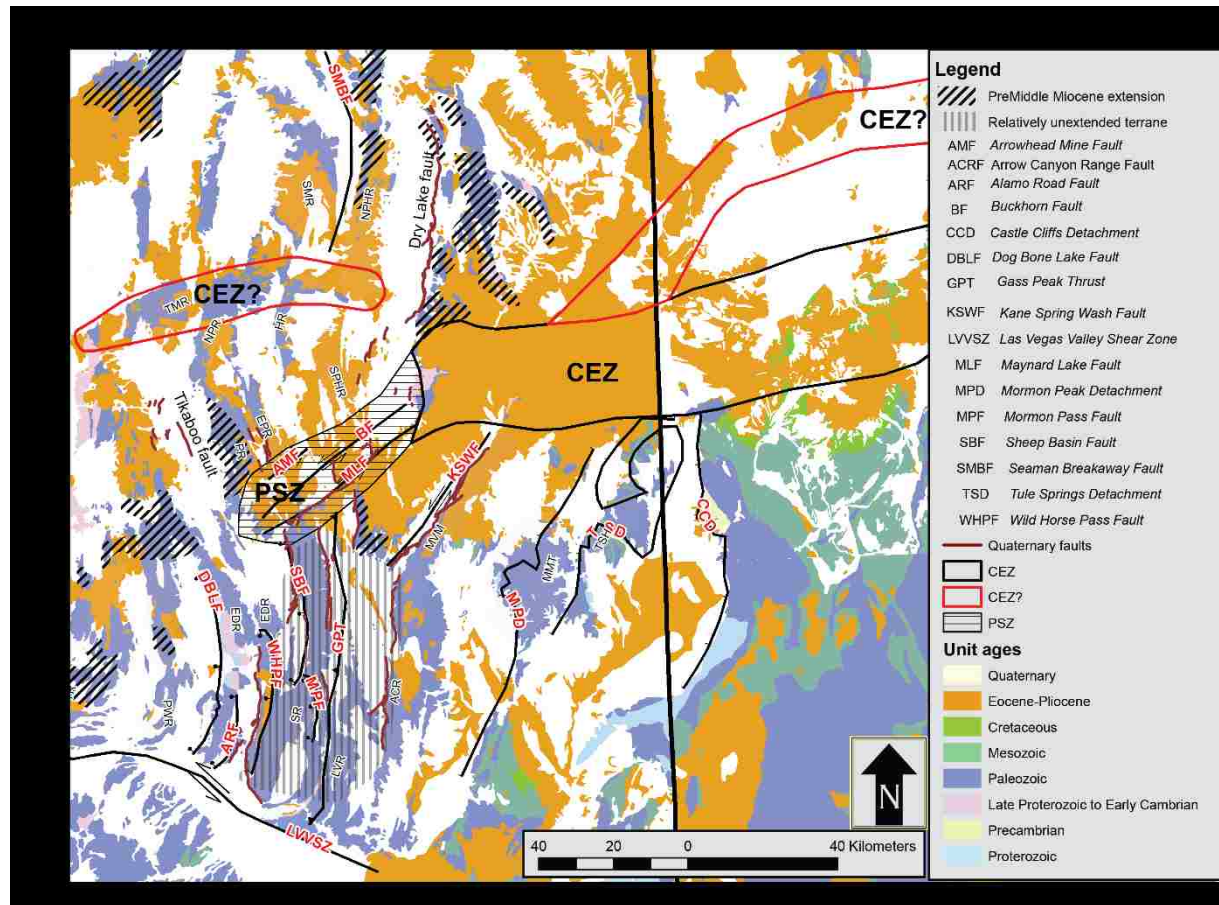 SMBF
SMR
NPHR
Dry Lake fault
CEZ?
CEZ?
TMR
NPR
HR
SPHR
CEZ
Tikaboo fault
EPR
PR
AMF
BF
MLF
PSZ
KSWF
MVM
TSD
TSH
CCD
MMT
MPD
DBLF
EDR
EDR
SBF
GPT
WHPF
MPF
SR
ACR
PWR
ARF
LVR
LVVSZ
N
40 20 0 40 Kilometers
Legend
PreMiddle Miocene extension
Relatively unextended terrane
AMF Arrowhead Mine Fault
ACRF Arrow Canyon Range Fault
ARF Alamo Road Fault
BF Buckhorn Fault
CCD Castle Cliffs Detachment
DBLF Dog Bone Lake Fault
GPT Gass Peak Thrust
KSWF Kane Spring Wash Fault
LVVSZ Las Vegas Valley Shear Zone
MLF Maynard Lake Fault
MPD Mormon Peak Detachment
MPF Mormon Pass Fault
SBF Sheep Basin Fault
SMBF Seaman Breakaway Fault
TSD Tule Springs Detachment
WHPF Wild Horse Pass Fault
Quaternary faults
CEZ
CEZ?
PSZ
Unit ages
Quaternary
Eocene-Pliocene
Cretaceous
Mesozoic
Paleozoic
Late Proterozoic to Early Cambrian
Precambrian
Proterozoic